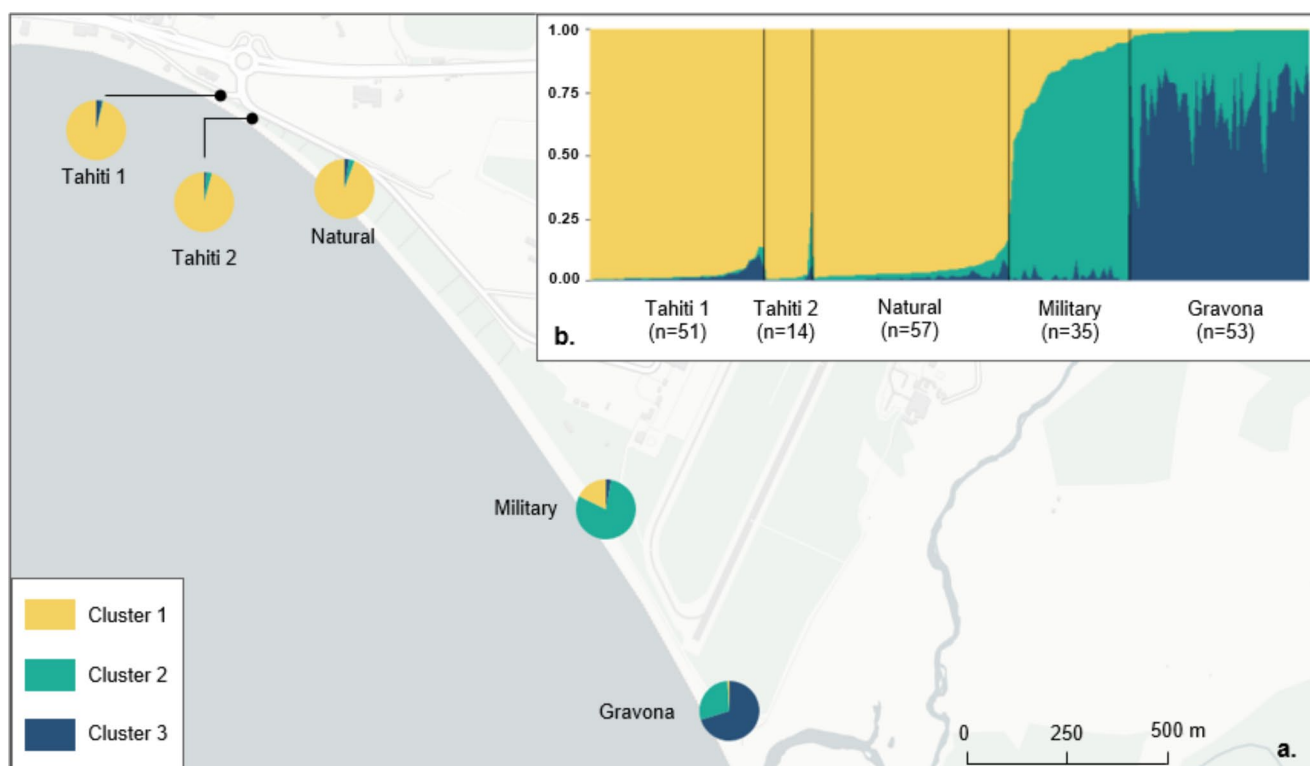 1.00
0.75
0.50
0.25
0.00
Tahiti 1
(n=51)
Tahiti 2
(n=14)
Natural
(n=57)
Military
(n=35)
Gravona
(n=53)
b.
Tahiti 1
Tahiti 2
Natural
Military
Gravona
Cluster 1
Cluster 2
Cluster 3
0 250 500 m
a.